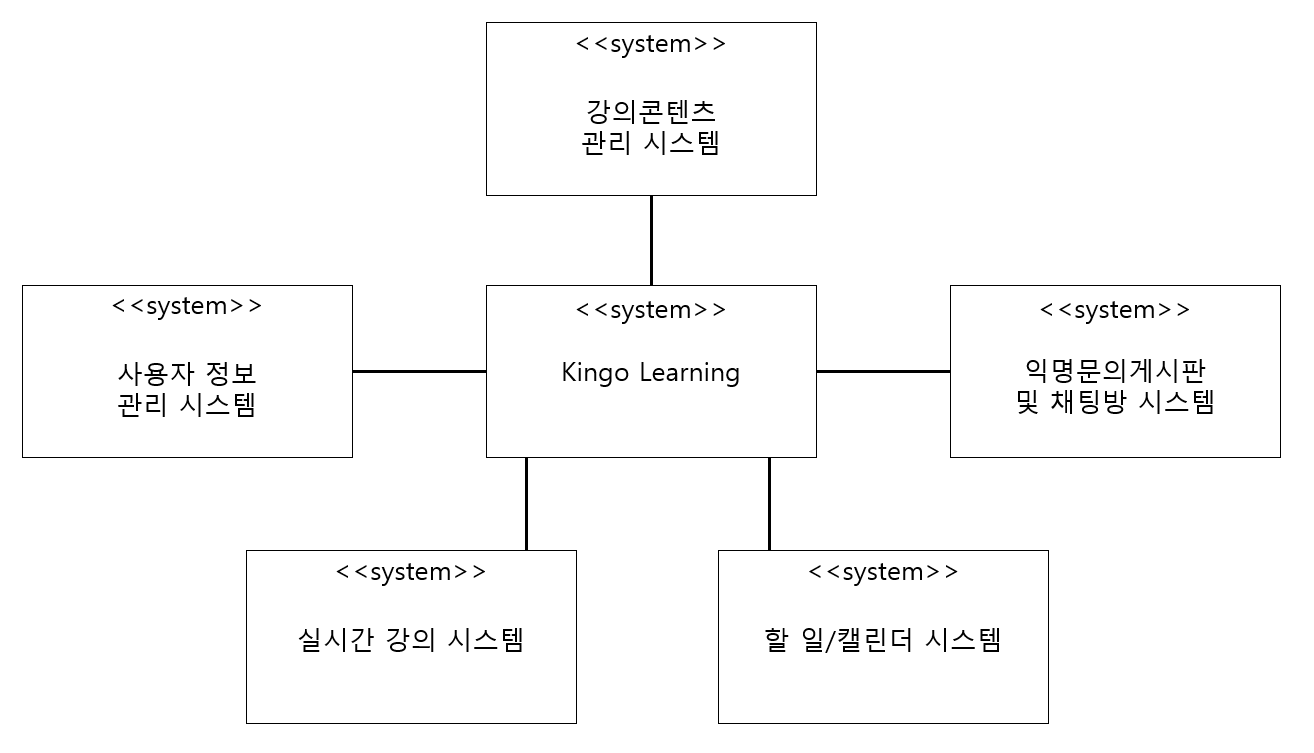 <<system>>
강의콘텐츠
관리 시스템
<<system>>
사용자 정보
관리 시스템
<<system>>
Kingo Learning
<<system>>
익명문의게시판
및 채팅방 시스템
<<system>>
실시간 강의 시스템
<<system>>
할 일/캘린더 시스템